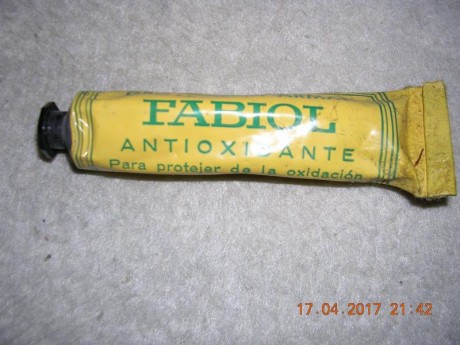 FABIOL
ANTIOXIDANTE
Para protejer de la oxidación
17.04.2017 21:42